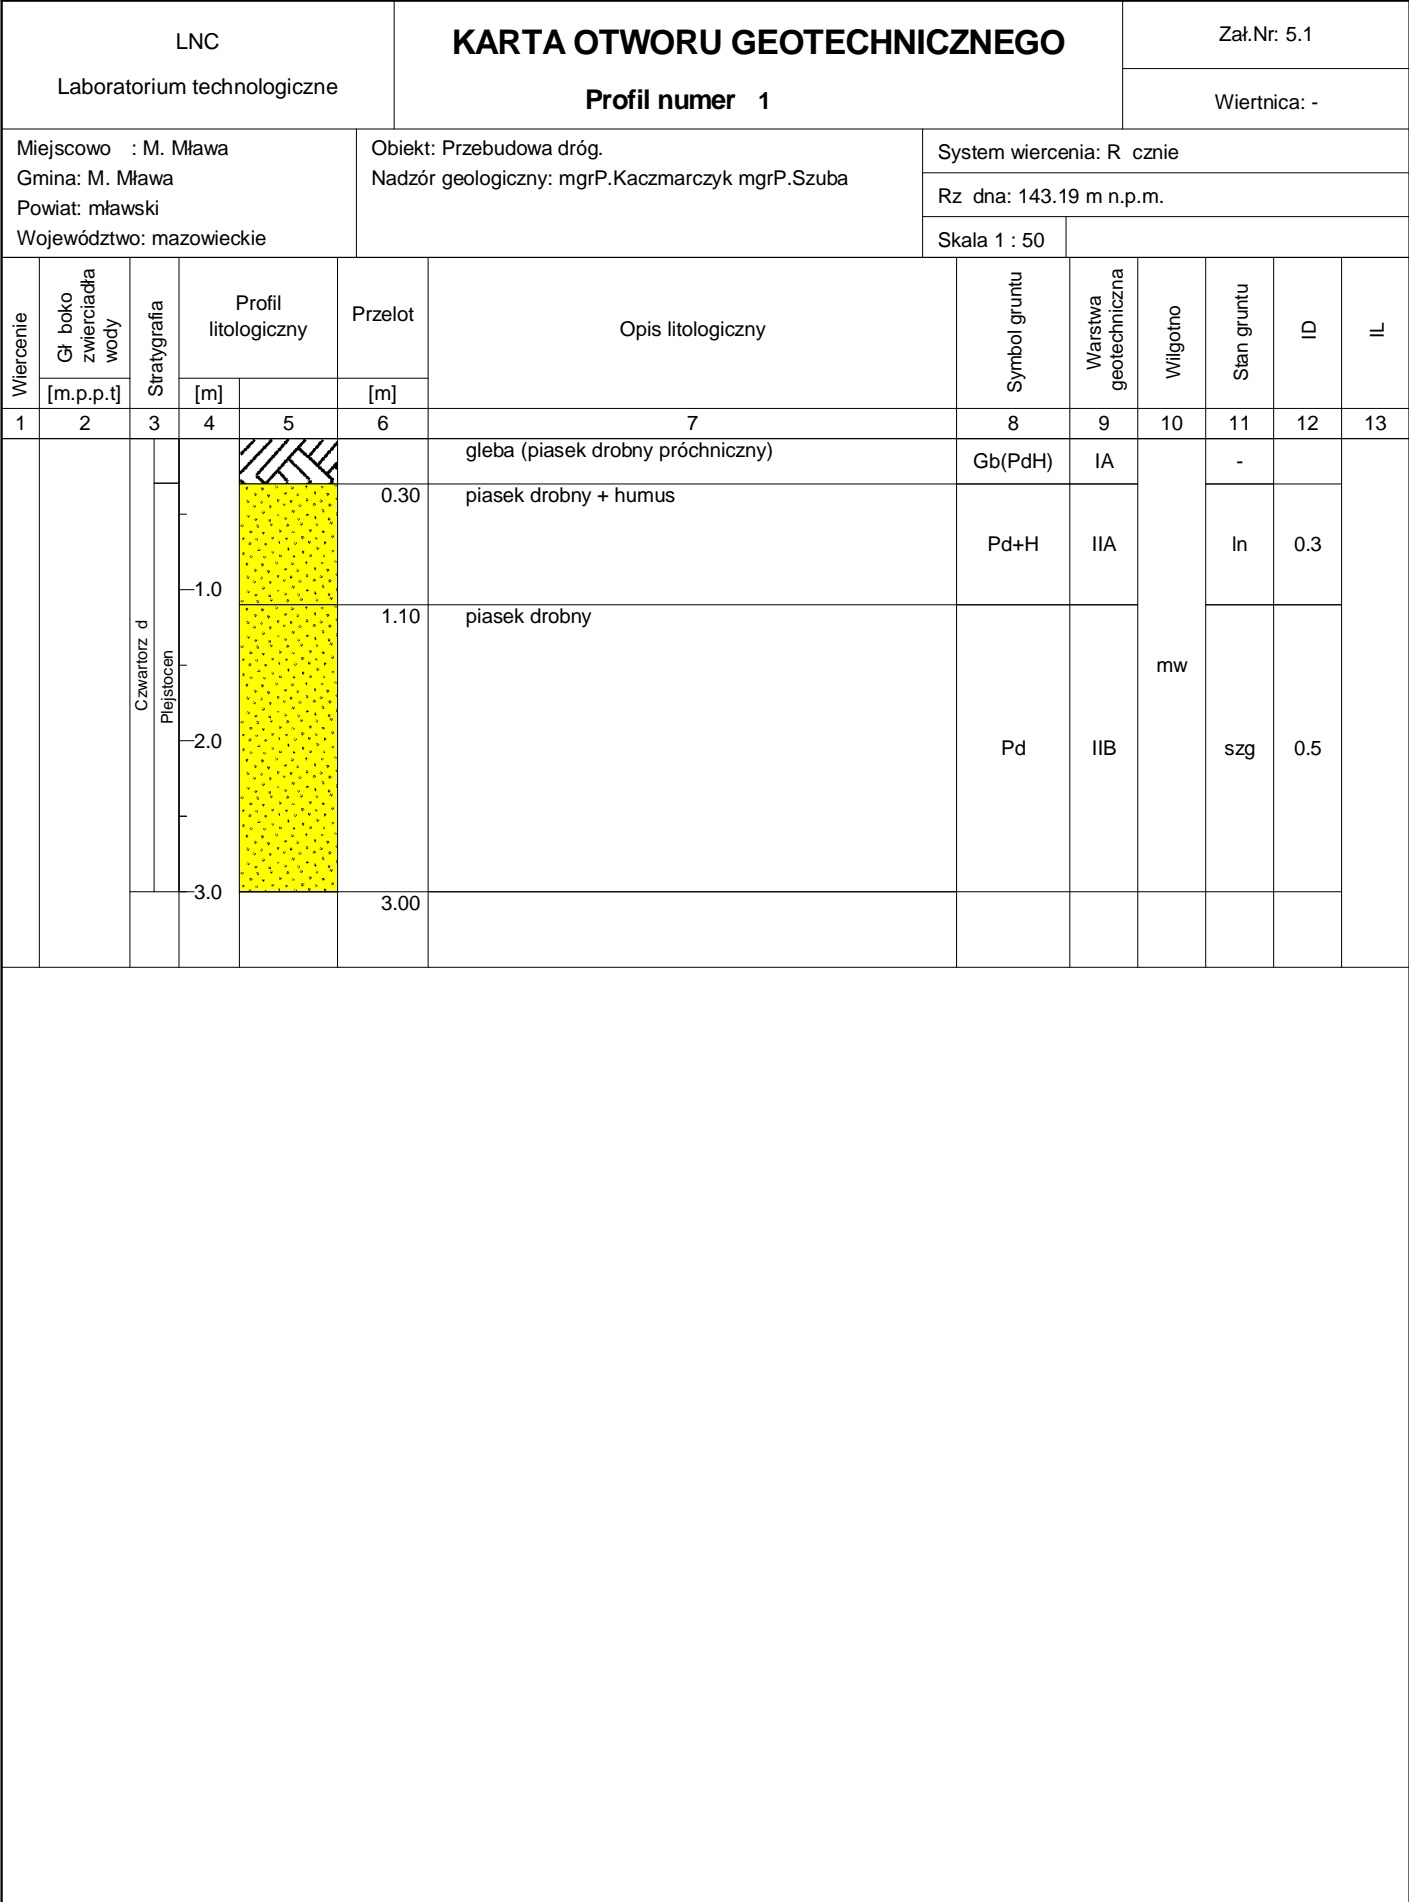 LNC
Laboratorium technologiczne
KARTA OTWORU GEOTECHNICZNEGO
Profil numer 1
Zał.Nr: 5.1
Wiertnica: -
Miejscowo : M. Mława
Gmina: M. Mława
Powiat: mławski
Województwo: mazowieckie
Obiekt: Przebudowa dróg.
Nadzór geologiczny: mgrP.Kaczmarczyk mgrP.Szuba
System wiercenia: R cznie
Rz dna: 143.19 m n.p.m.
Skala 1 : 50
Wiercenie
Gł boko
zwierciadła
wody
[m.p.p.t]
Stratygrafia
Profil
litologiczny
[m]
Przelot
[m]
Opis litologiczny
Symbol gruntu
Warstwa
geotechniczna
Wilgotno
Stan gruntu
ID
IL
1 2 3 4 5 6 7 8 9 10 11 12 13
gleba (piasek drobny próchniczny) Gb(PdH) IA -
0.30 piasek drobny + humus
Pd+H IIA ln 0.3
1.0
1.10 piasek drobny
Czwartorz d
Plejstocen
mw
2.0 Pd IIB szg 0.5
3.0
3.00